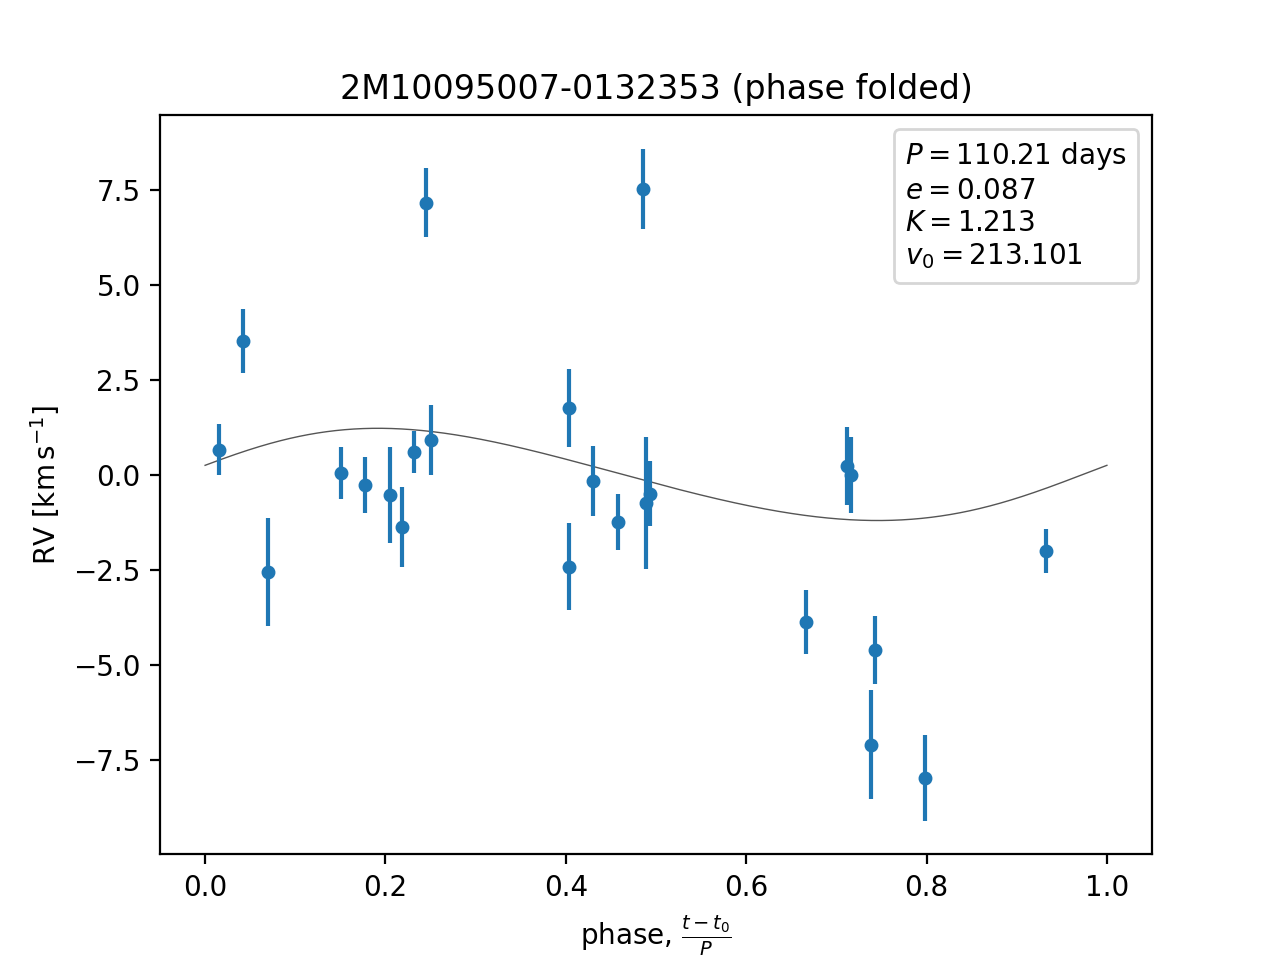 2M10095007-0132353 (phase folded)
P = 110.21 days
e = 0.087
K = 1.213
v₀ = 213.101
RV [km s⁻¹]
7.5
5.0
2.5
0.0
−2.5
−5.0
−7.5
0.0 0.2 0.4 0.6 0.8 1.0
phase, (t − t₀)/P